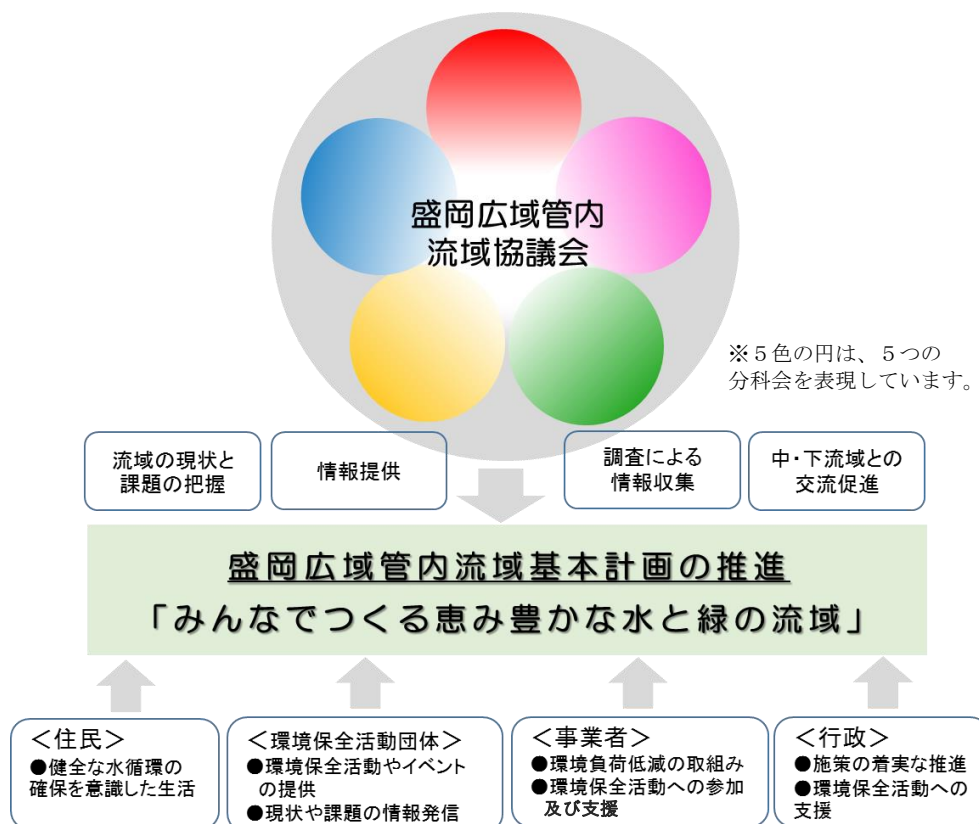 盛岡広域管内
流域協議会
※５色の円は、５つの
分科会を表現しています。
流域の現状と
課題の把握
情報提供
調査による
情報収集
中・下流域との
交流促進
盛岡広域管内流域基本計画の推進
「みんなでつくる恵み豊かな水と緑の流域」
＜住民＞
●健全な水循環の
確保を意識した生活
＜環境保全活動団体＞
●環境保全活動やイベント
の提供
●現状や課題の情報発信
＜事業者＞
●環境負荷低減の取組み
●環境保全活動への参加
及び支援
＜行政＞
●施策の着実な推進
●環境保全活動への
支援